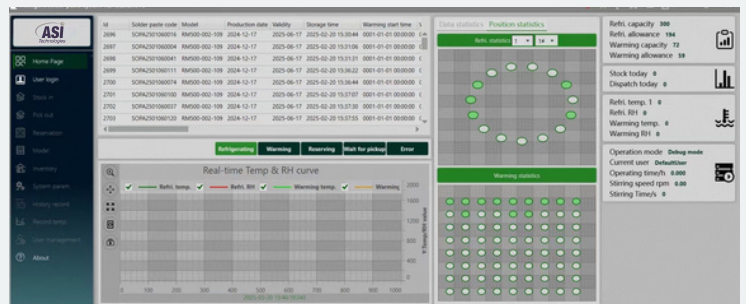 ASI
Technologies
Home Page
User login
Stock in
Pick out
Reservation
Model
Inventory
System param.
History record
Record temp.
User management
About
Id Solder paste code Model Production date Validity Storage time Warming start time
2696 SOPA2501060016 RM500-002-109 2024-12-17 2025-06-17 2025-02-20 15:30:44 0001-01-01 00:00:00
2697 SOPA2501060004 RM500-002-109 2024-12-17 2025-06-17 2025-02-20 15:31:06 0001-01-01 00:00:00
2698 SOPA2501060041 RM500-002-109 2024-12-17 2025-06-17 2025-02-20 15:31:31 0001-01-01 00:00:00
2699 SOPA2501060111 RM500-002-109 2024-12-17 2025-06-17 2025-02-20 15:36:22 0001-01-01 00:00:00
2700 SOPA2501060074 RM500-002-109 2024-12-17 2025-06-17 2025-02-20 15:36:44 0001-01-01 00:00:00
2701 SOPA2501060100 RM500-002-109 2024-12-17 2025-06-17 2025-02-20 15:37:07 0001-01-01 00:00:00
2702 SOPA2501060037 RM500-002-109 2024-12-17 2025-06-17 2025-02-20 15:37:30 0001-01-01 00:00:00
2703 SOPA2501060120 RM500-002-109 2024-12-17 2025-06-17 2025-02-20 15:37:55 0001-01-01 00:00:00
Refrigerating Warming Reserving Wait for pickup Error
Real-time Temp & RH curve
Refri. temp. Refri. RH Warming temp. Warming
2000
1600
1200
800
400
0
Y:Temp/RH value
0 100 200 300 400 500 600 700 800 900 1000
Data statistics Position statistics
Refri. statistics 1 1#
Warming statistics
Refri. capacity 300
Refri. allowance 194
Warming capacity 72
Warming allowance 59
Stock today 0
Dispatch today 0
Refri. temp. 1 0
Refri. RH 0
Warming temp. 0
Warming RH 0
Operation mode Debug mode
Current user DefaultUser
Operating time/h 0.000
Stirring speed rpm 0.00
Stirring Time/s 0